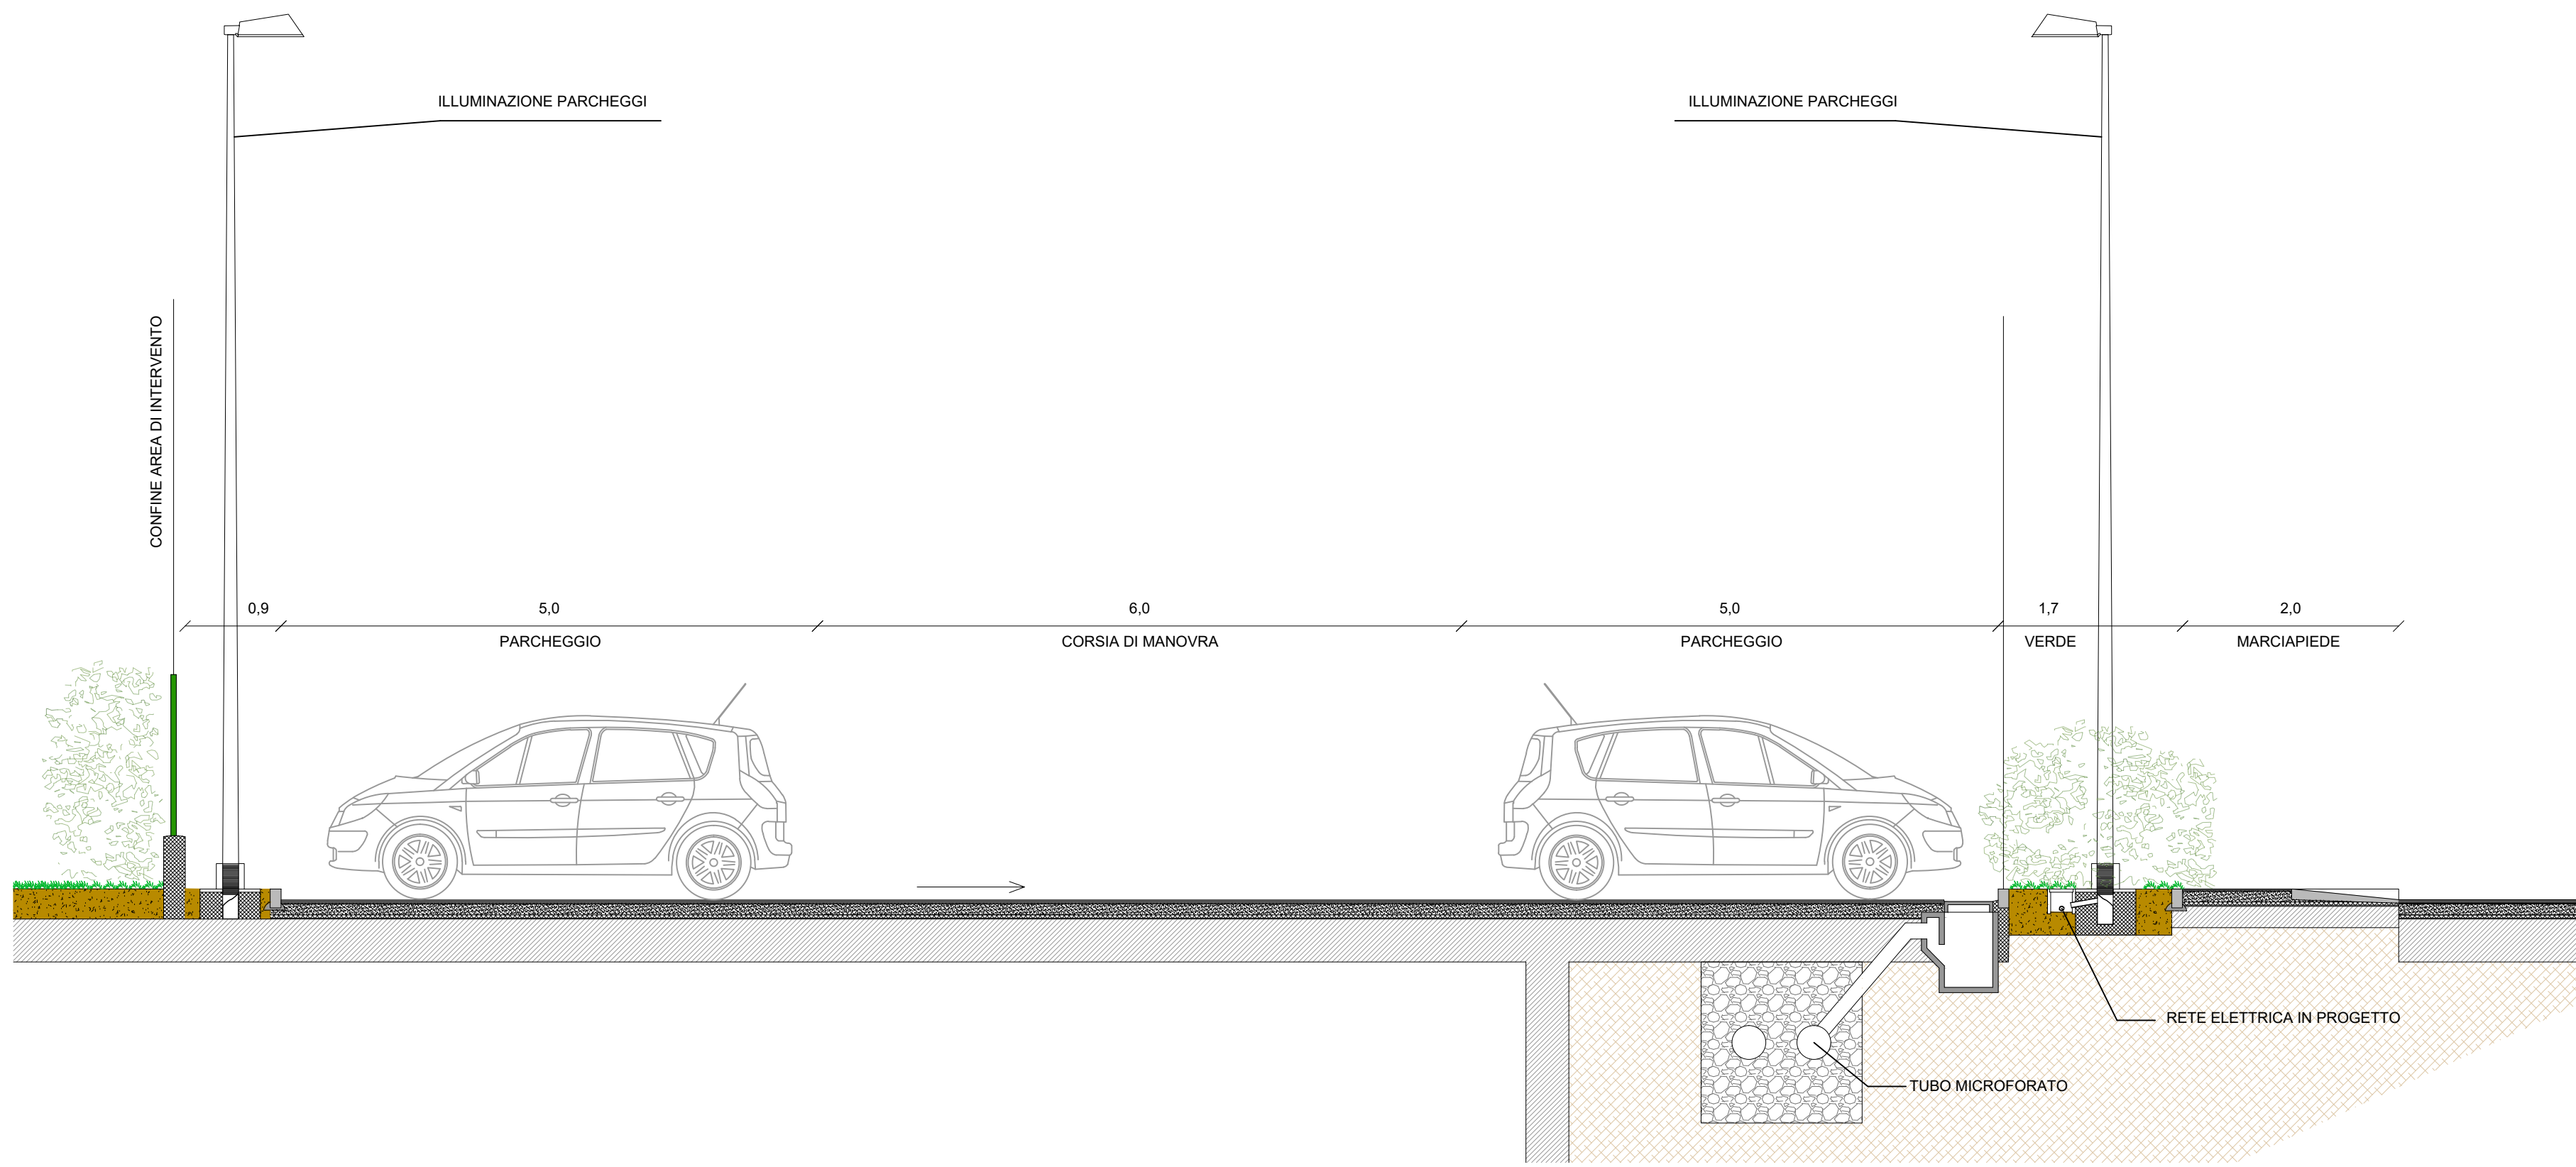 ILLUMINAZIONE PARCHEGGI
ILLUMINAZIONE PARCHEGGI
CONFINE AREA DI INTERVENTO
0,9
5,0
6,0
5,0
1,7
2,0
PARCHEGGIO
CORSIA DI MANOVRA
PARCHEGGIO
VERDE
MARCIAPIEDE
RETE ELETTRICA IN PROGETTO
TUBO MICROFORATO